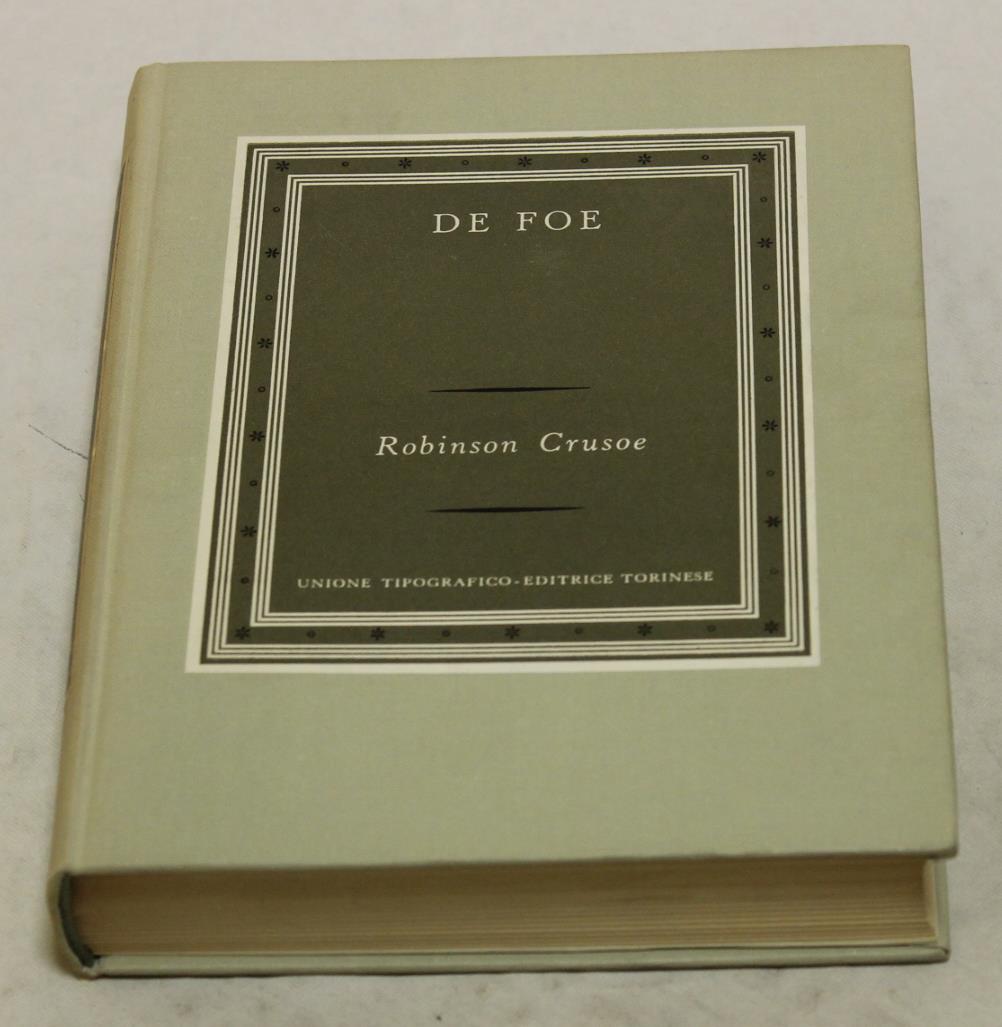 DE FOE
Robinson Crusoe
UNIONE TIPOGRAFICO-EDITRICE TORINESE